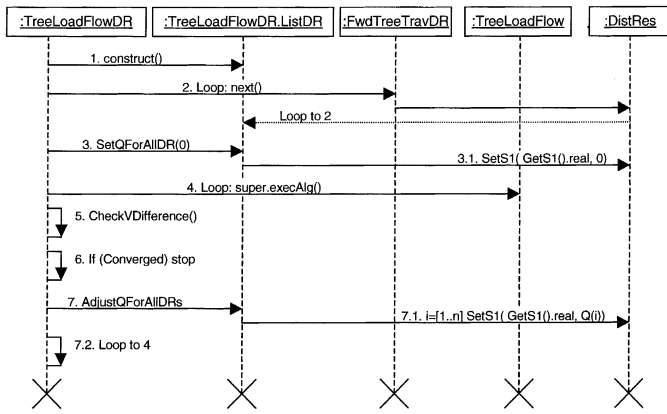 :TreeLoadFlowDR
:TreeLoadFlowDR.ListDR
:FwdTreeTravDR
:TreeLoadFlow
:DistRes
1. construct()
2. Loop: next()
Loop to 2
3. SetQForAllDR(0)
3.1. SetS1( GetS1().real, 0)
4. Loop: super.execAlg()
5. CheckVDifference()
6. If (Converged) stop
7. AdjustQForAllDRs
7.1. i=[1..n] SetS1( GetS1().real, Q(i))
7.2. Loop to 4